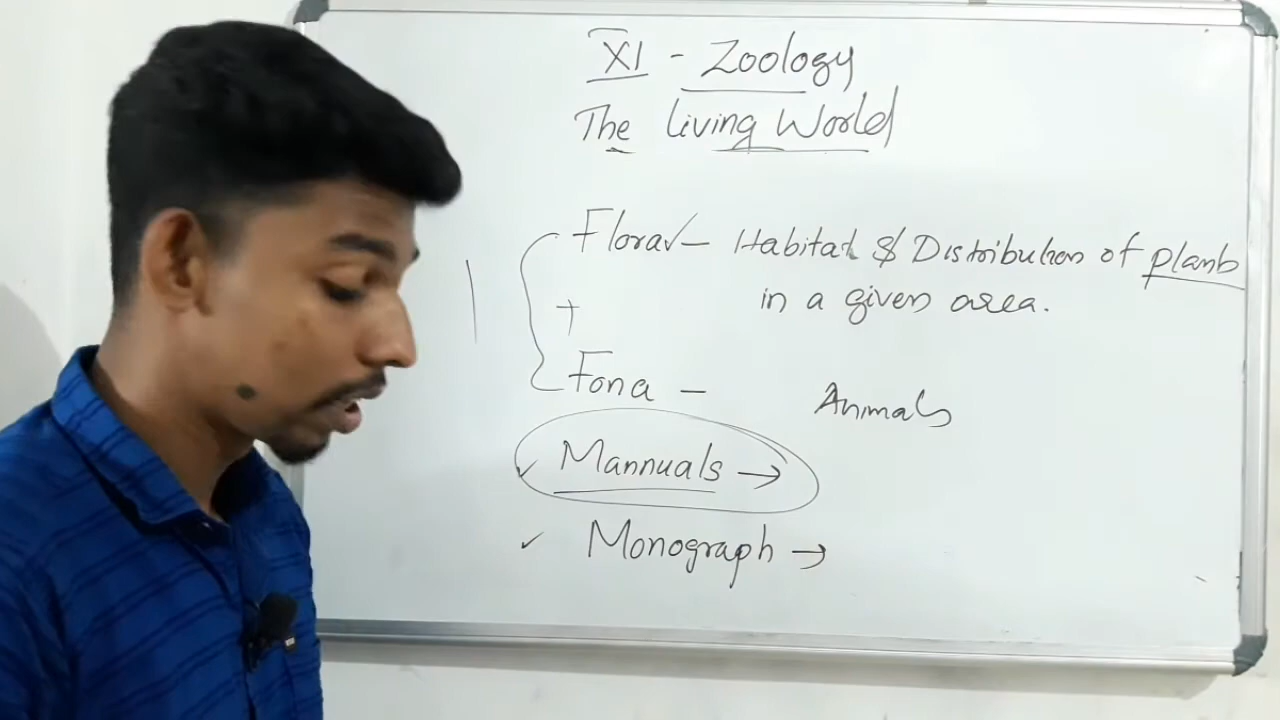 XI - Zoology
The Living World
Flora✓ - Habitat & Distribution of plants
in a given area.
+
Fona - Animals
✓ Mannuals →
✓ Monograph →